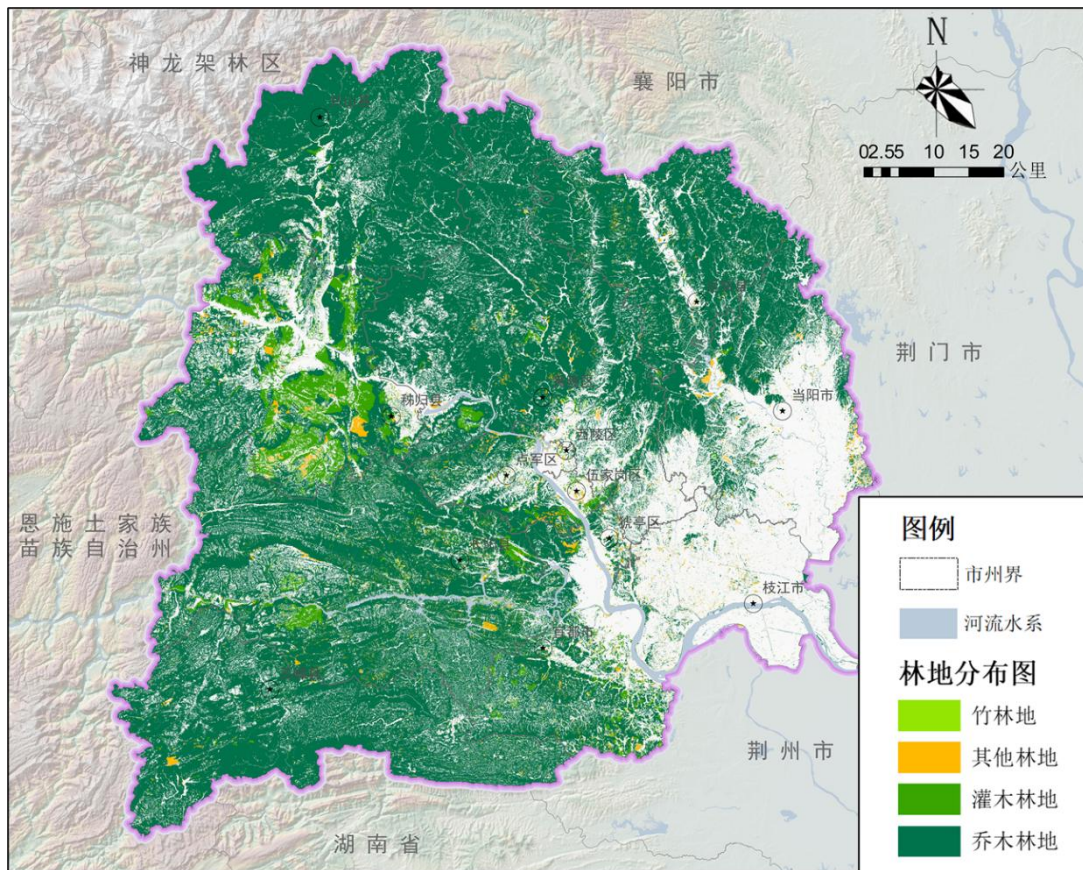 神龙架林区
襄阳市
N
0 2.5 5 10 15 20
公里
荆门市
当阳市
秭归县
西陵区
点军区
伍家岗区
猇亭区
恩施土家族
苗族自治州
枝江市
宜都市
荆州市
湖南省
图例
市州界
河流水系
林地分布图
竹林地
其他林地
灌木林地
乔木林地